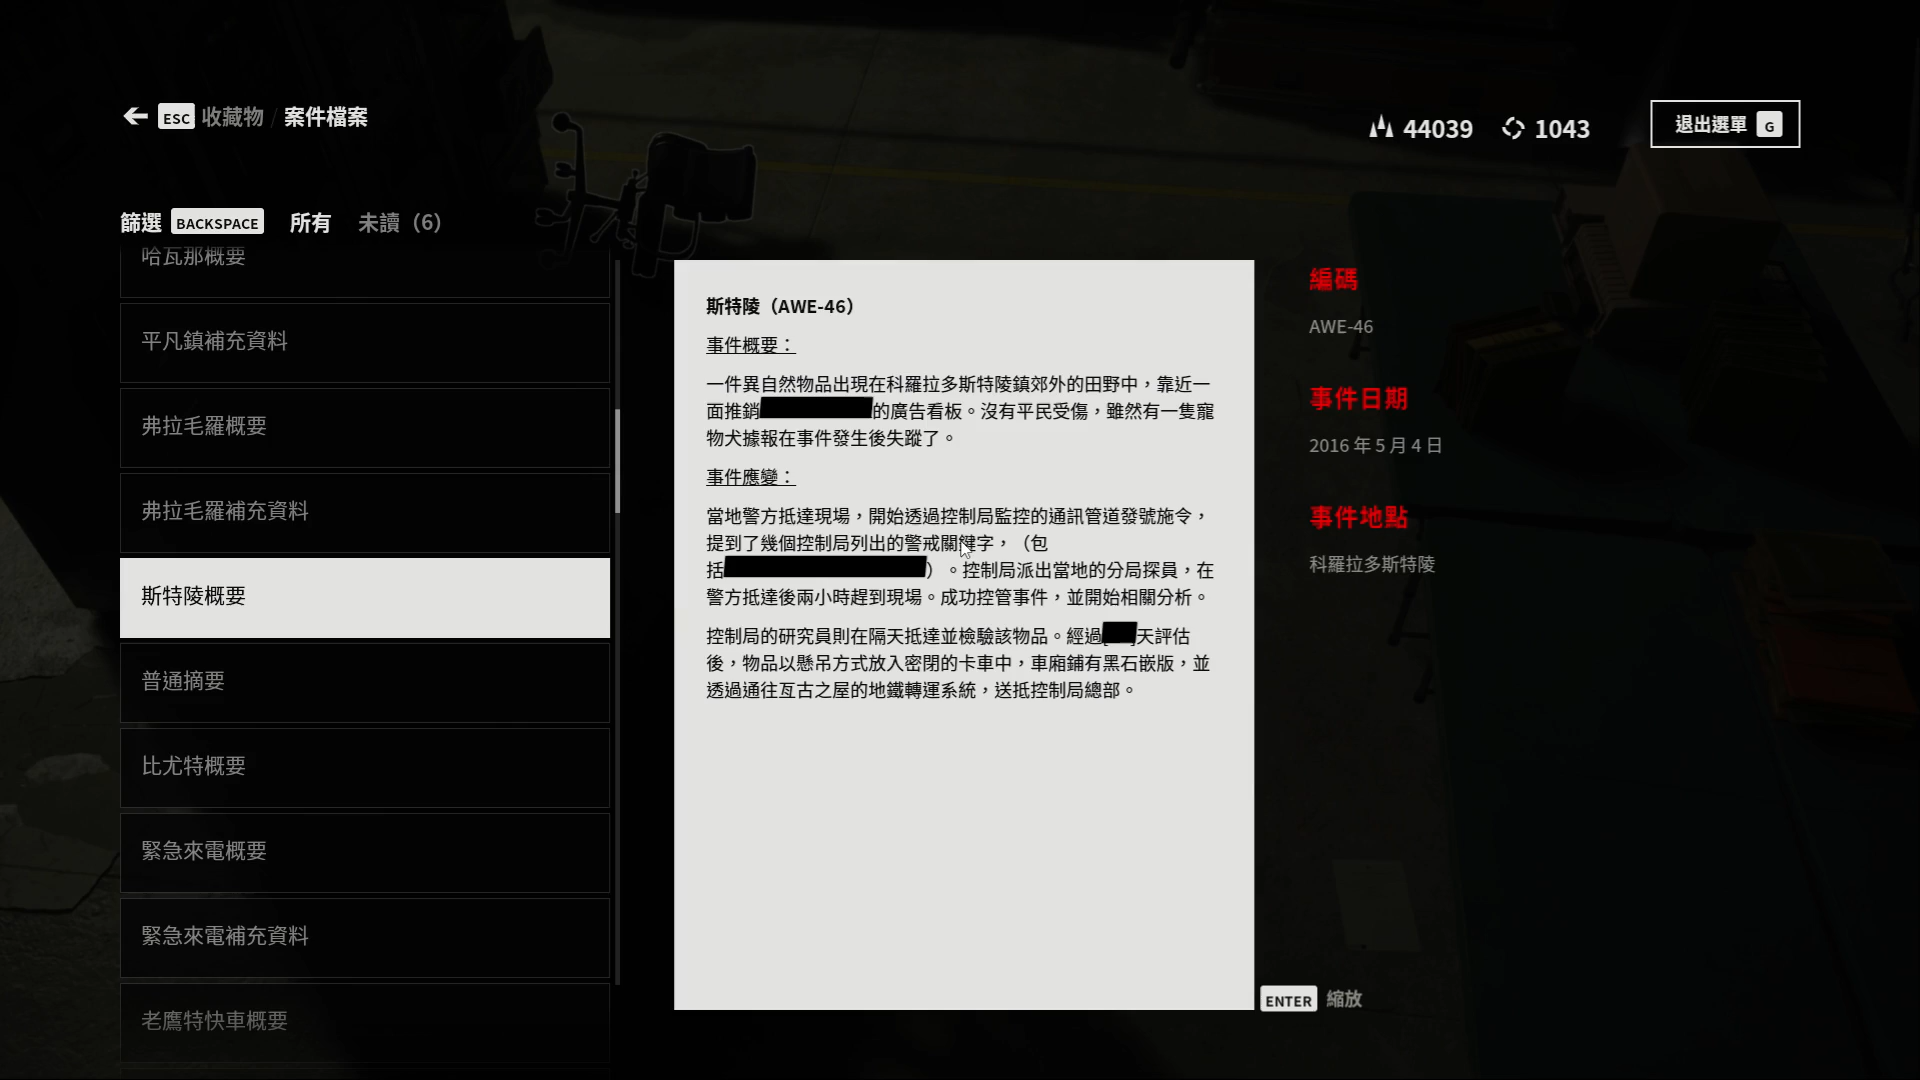 ESC 收藏物 / 案件檔案
44039 1043 退出選單 G
篩選 BACKSPACE 所有 未讀（6）
哈瓦那概要
平凡鎮補充資料
弗拉毛羅概要
弗拉毛羅補充資料
斯特陵概要
普通摘要
比尤特概要
緊急來電概要
緊急來電補充資料
老鷹特快車概要
斯特陵（AWE-46）
事件概要：
一件異自然物品出現在科羅拉多斯特陵鎮郊外的田野中，靠近一
面推銷 的廣告看板。沒有平民受傷，雖然有一隻寵
物犬據報在事件發生後失蹤了。
事件應變：
當地警方抵達現場，開始透過控制局監控的通訊管道發號施令，
提到了幾個控制局列出的警戒關鍵字，（包
括 ）。控制局派出當地的分局探員，在
警方抵達後兩小時趕到現場。成功控管事件，並開始相關分析。
控制局的研究員則在隔天抵達並檢驗該物品。經過 天評估
後，物品以懸吊方式放入密閉的卡車中，車廂鋪有黑石嵌版，並
透過通往亙古之屋的地鐵轉運系統，送抵控制局總部。
編碼
AWE-46
事件日期
2016 年 5 月 4 日
事件地點
科羅拉多斯特陵
ENTER 縮放